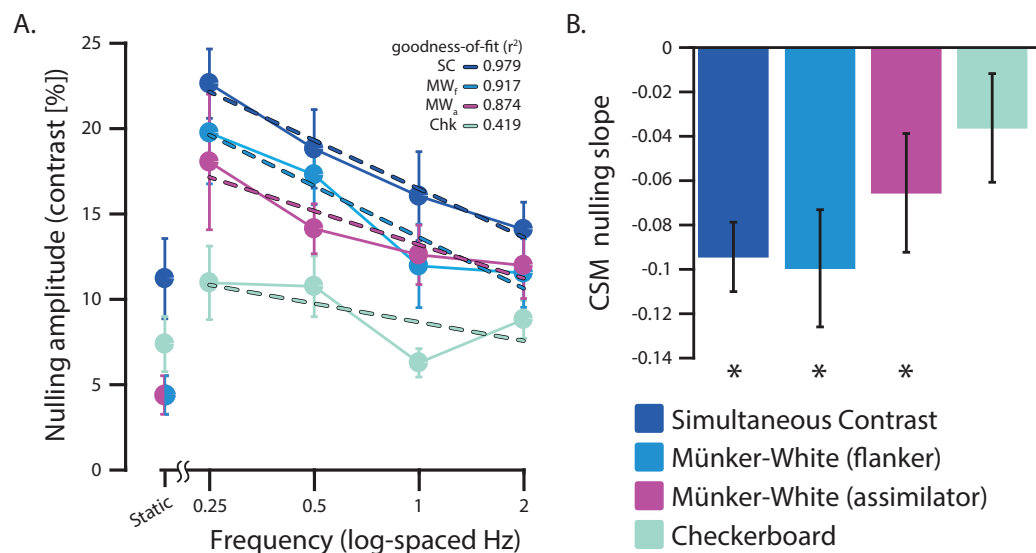 A.
25
20
15
10
5
0
Nulling amplitude (contrast [%])
goodness-of-fit (r²)
SC 0.979
MWf 0.917
MWa 0.874
Chk 0.419
Static
0.25
0.5
1
2
Frequency (log-spaced Hz)
B.
0
-0.02
-0.04
-0.06
-0.08
-0.1
-0.12
-0.14
CSM nulling slope
* * *
Simultaneous Contrast
Münker-White (flanker)
Münker-White (assimilator)
Checkerboard